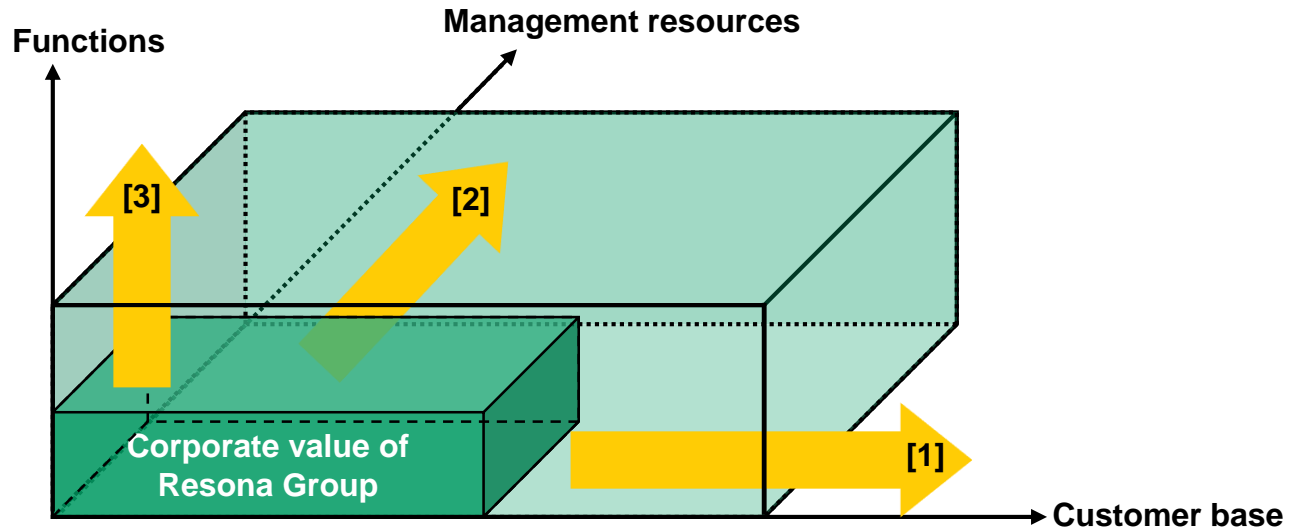 Management resources
Functions
[3]
[2]
Corporate value of
Resona Group
[1]
Customer base